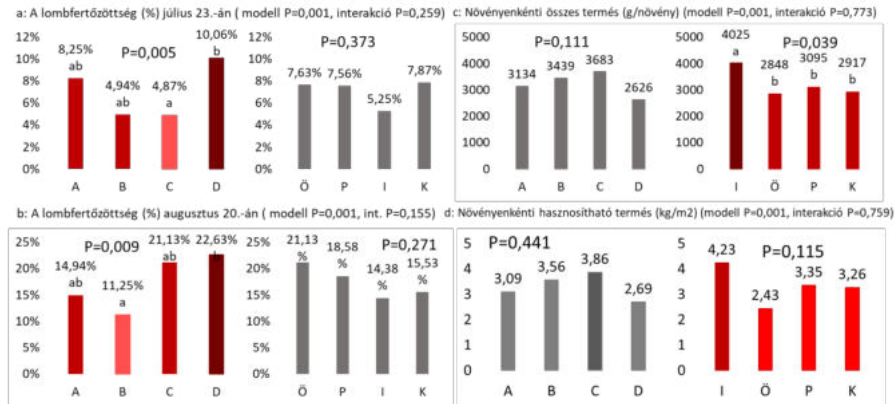 a: A lombfertőzöttség (%) július 23.-án ( modell P=0,001, interakció P=0,259)
12%
10%
8%
6%
4%
2%
0%
P=0,005
8,25%
ab
4,94%
ab
4,87%
a
10,06%
b
A B C D
12%
10%
8%
6%
4%
2%
0%
P=0,373
7,63% 7,56% 5,25% 7,87%
Ö P I K
c: Növényenkénti összes termés (g/növény) (modell P=0,001, interakció P=0,773)
5000
4000
3000
2000
1000
0
P=0,111
3134 3439 3683 2626
A B C D
5000
4000
3000
2000
1000
0
P=0,039
4025
a
2848
b
3095
b
2917
b
I Ö P K
b: A lombfertőzöttség (%) augusztus 20.-án ( modell P=0,001, int. P=0,155)
25%
20%
15%
10%
5%
0%
P=0,009
14,94%
ab
11,25%
a
21,13%
ab
22,63%
b
A B C D
25%
20%
15%
10%
5%
0%
P=0,271
21,13
%
18,58
%
14,38
%
15,53
%
Ö P I K
d: Növényenkénti hasznosítható termés (kg/m2) (modell P=0,001, interakció P=0,759)
5
4
3
2
1
0
P=0,441
3,09 3,56 3,86 2,69
A B C D
5
4
3
2
1
0
P=0,115
4,23 2,43 3,35 3,26
I Ö P K